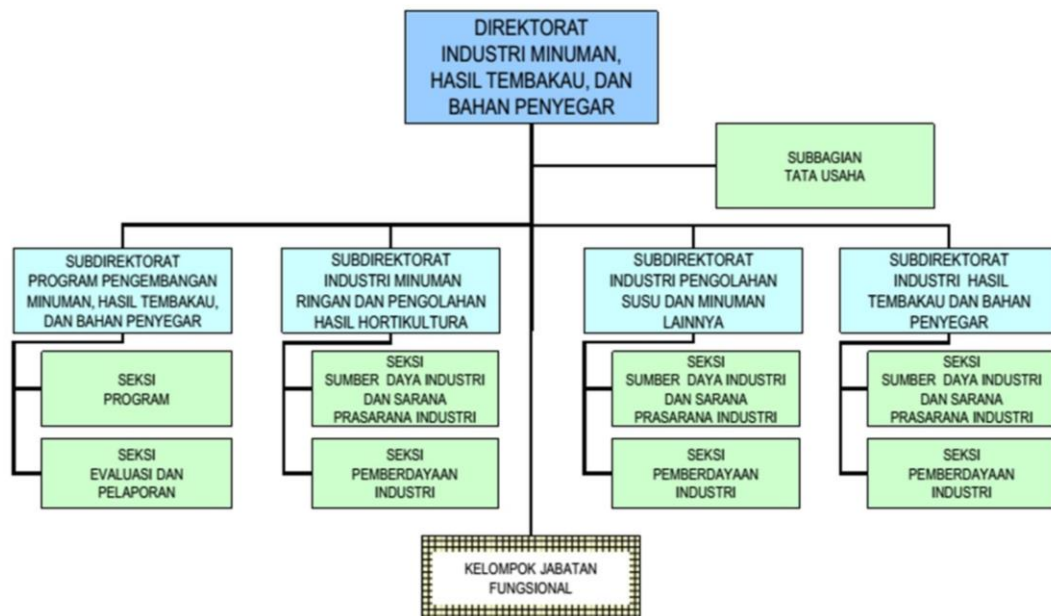 DIREKTORAT
INDUSTRI MINUMAN,
HASIL TEMBAKAU, DAN
BAHAN PENYEGAR
SUBBAGIAN
TATA USAHA
SUBDIREKTORAT
PROGRAM PENGEMBANGAN
MINUMAN, HASIL TEMBAKAU,
DAN BAHAN PENYEGAR
SEKSI
PROGRAM
SEKSI
EVALUASI DAN
PELAPORAN
SUBDIREKTORAT
INDUSTRI MINUMAN
RINGAN DAN PENGOLAHAN
HASIL HORTIKULTURA
SEKSI
SUMBER DAYA INDUSTRI
DAN SARANA
PRASARANA INDUSTRI
SEKSI
PEMBERDAYAAN
INDUSTRI
SUBDIREKTORAT
INDUSTRI PENGOLAHAN
SUSU DAN MINUMAN
LAINNYA
SEKSI
SUMBER DAYA INDUSTRI
DAN SARANA
PRASARANA INDUSTRI
SEKSI
PEMBERDAYAAN
INDUSTRI
SUBDIREKTORAT
INDUSTRI HASIL
TEMBAKAU DAN BAHAN
PENYEGAR
SEKSI
SUMBER DAYA INDUSTRI
DAN SARANA
PRASARANA INDUSTRI
SEKSI
PEMBERDAYAAN
INDUSTRI
KELOMPOK JABATAN
FUNGSIONAL